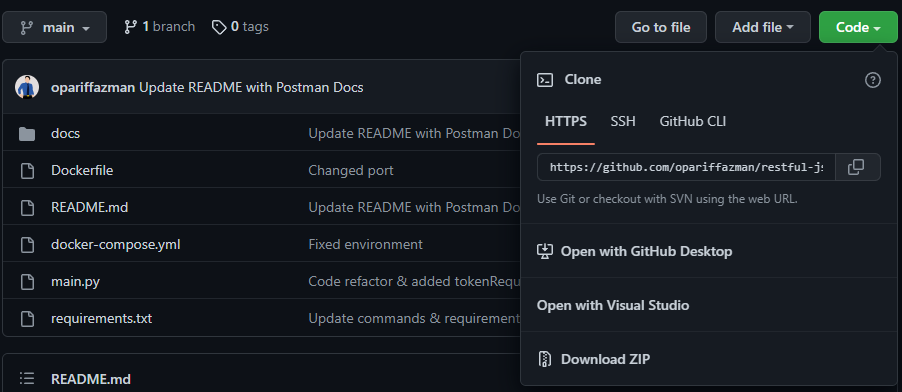 main
1 branch
0 tags
Go to file
Add file
Code
opariffazman Update README with Postman Docs
docs Update README with Postman Do
Dockerfile Changed port
README.md Update README with Postman Do
docker-compose.yml Fixed environment
main.py Code refactor & added tokenRequ
requirements.txt Update commands & requirement
README.md
Clone
HTTPS SSH GitHub CLI
https://github.com/opariffazman/restful-js
Use Git or checkout with SVN using the web URL.
Open with GitHub Desktop
Open with Visual Studio
Download ZIP